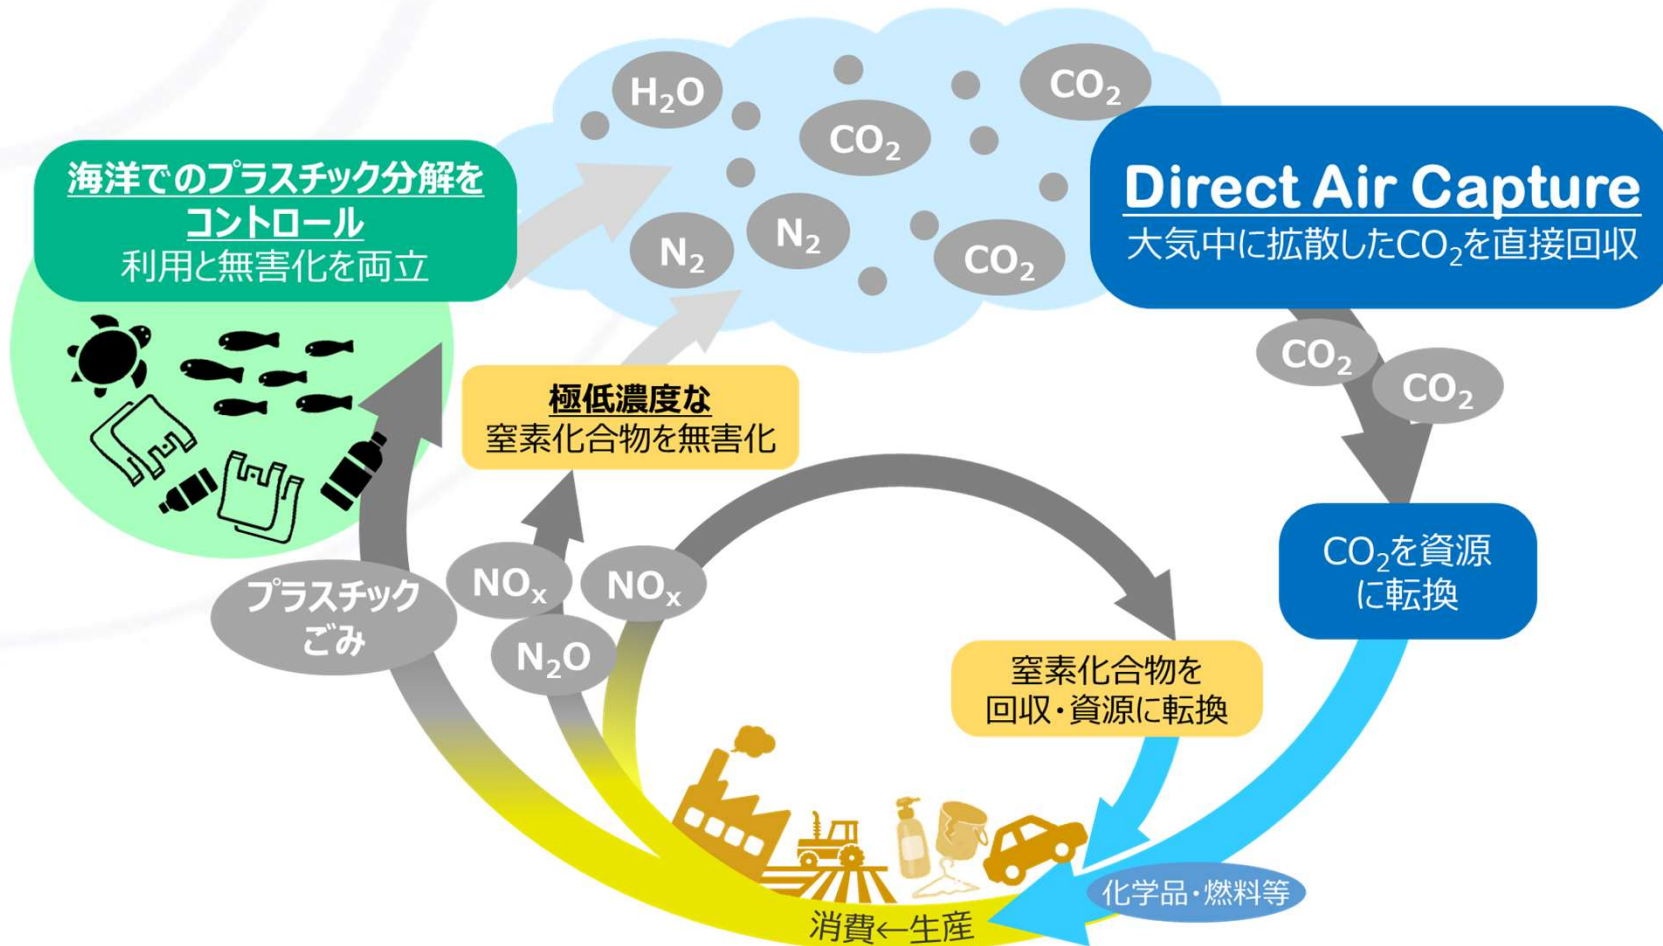 H₂O
CO₂
CO₂
N₂
N₂
CO₂
海洋でのプラスチック分解を
コントロール
利用と無害化を両立
Direct Air Capture
大気中に拡散したCO₂を直接回収
CO₂
CO₂
極低濃度な
窒素化合物を無害化
CO₂を資源
に転換
プラスチック
ごみ
NOₓ
NOₓ
N₂O
窒素化合物を
回収・資源に転換
化学品・燃料等
消費←生産